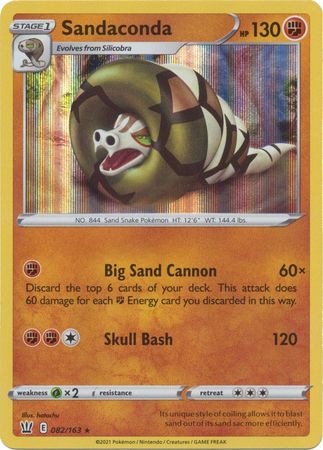 STAGE 1
Sandaconda
HP 130
Evolves from Silicobra
NO. 844 Sand Snake Pokémon HT: 12'6" WT: 144.4 lbs.
Big Sand Cannon 60×
Discard the top 6 cards of your deck. This attack does
60 damage for each Energy card you discarded in this way.
Skull Bash 120
weakness ×2 resistance retreat
Illus. hatachu
E 082/163 ★
Its unique style of coiling allows it to blast
sand out of its sand sac more efficiently.
©2021 Pokémon / Nintendo / Creatures / GAME FREAK